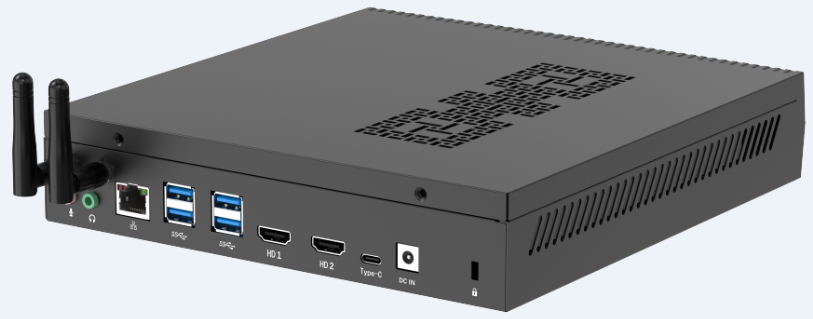 HD 1
HD 2
Type-C
DC IN